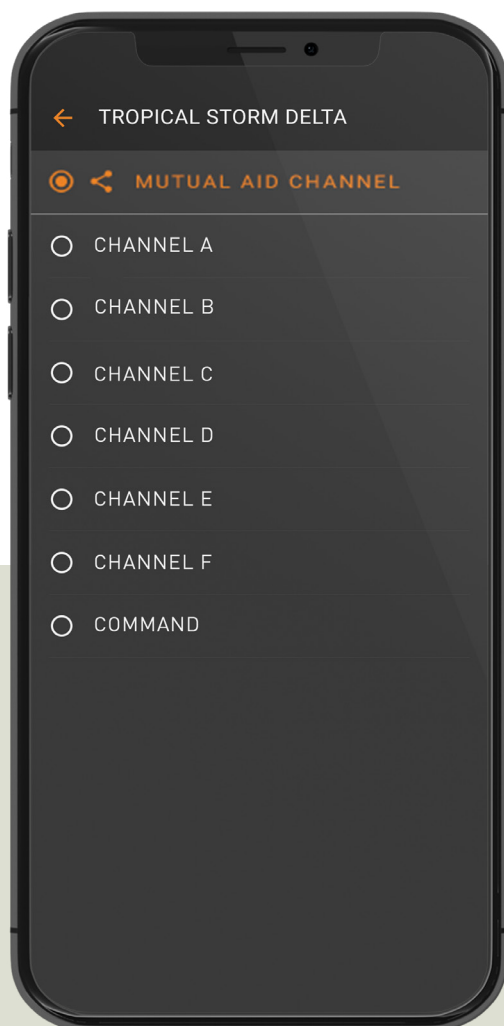 TROPICAL STORM DELTA
MUTUAL AID CHANNEL
CHANNEL A
CHANNEL B
CHANNEL C
CHANNEL D
CHANNEL E
CHANNEL F
COMMAND